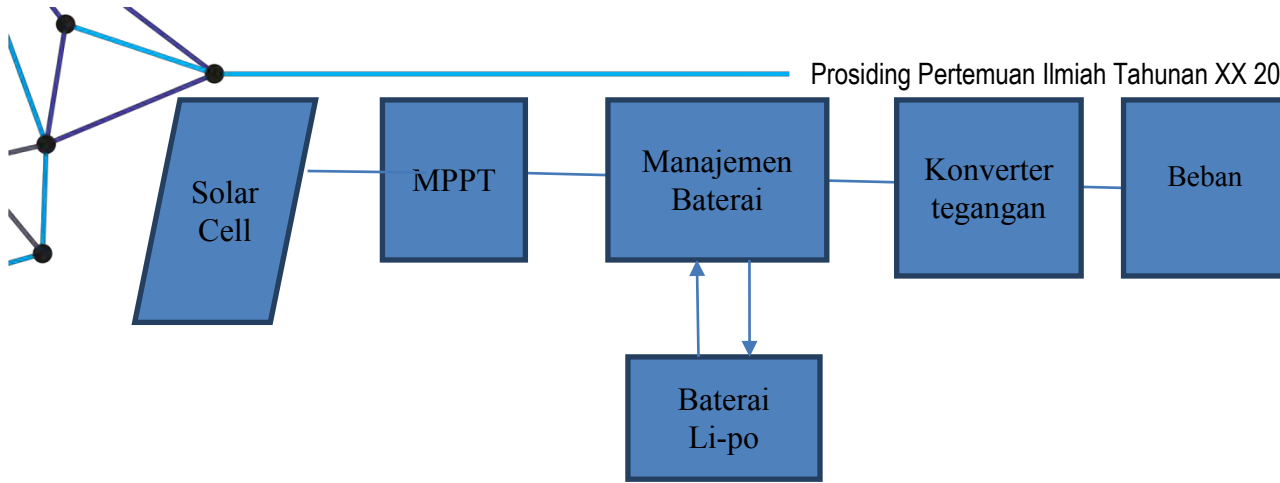 Prosiding Pertemuan Ilmiah Tahunan XX 20
Solar
Cell
MPPT
Manajemen
Baterai
Konverter
tegangan
Beban
Baterai
Li-po